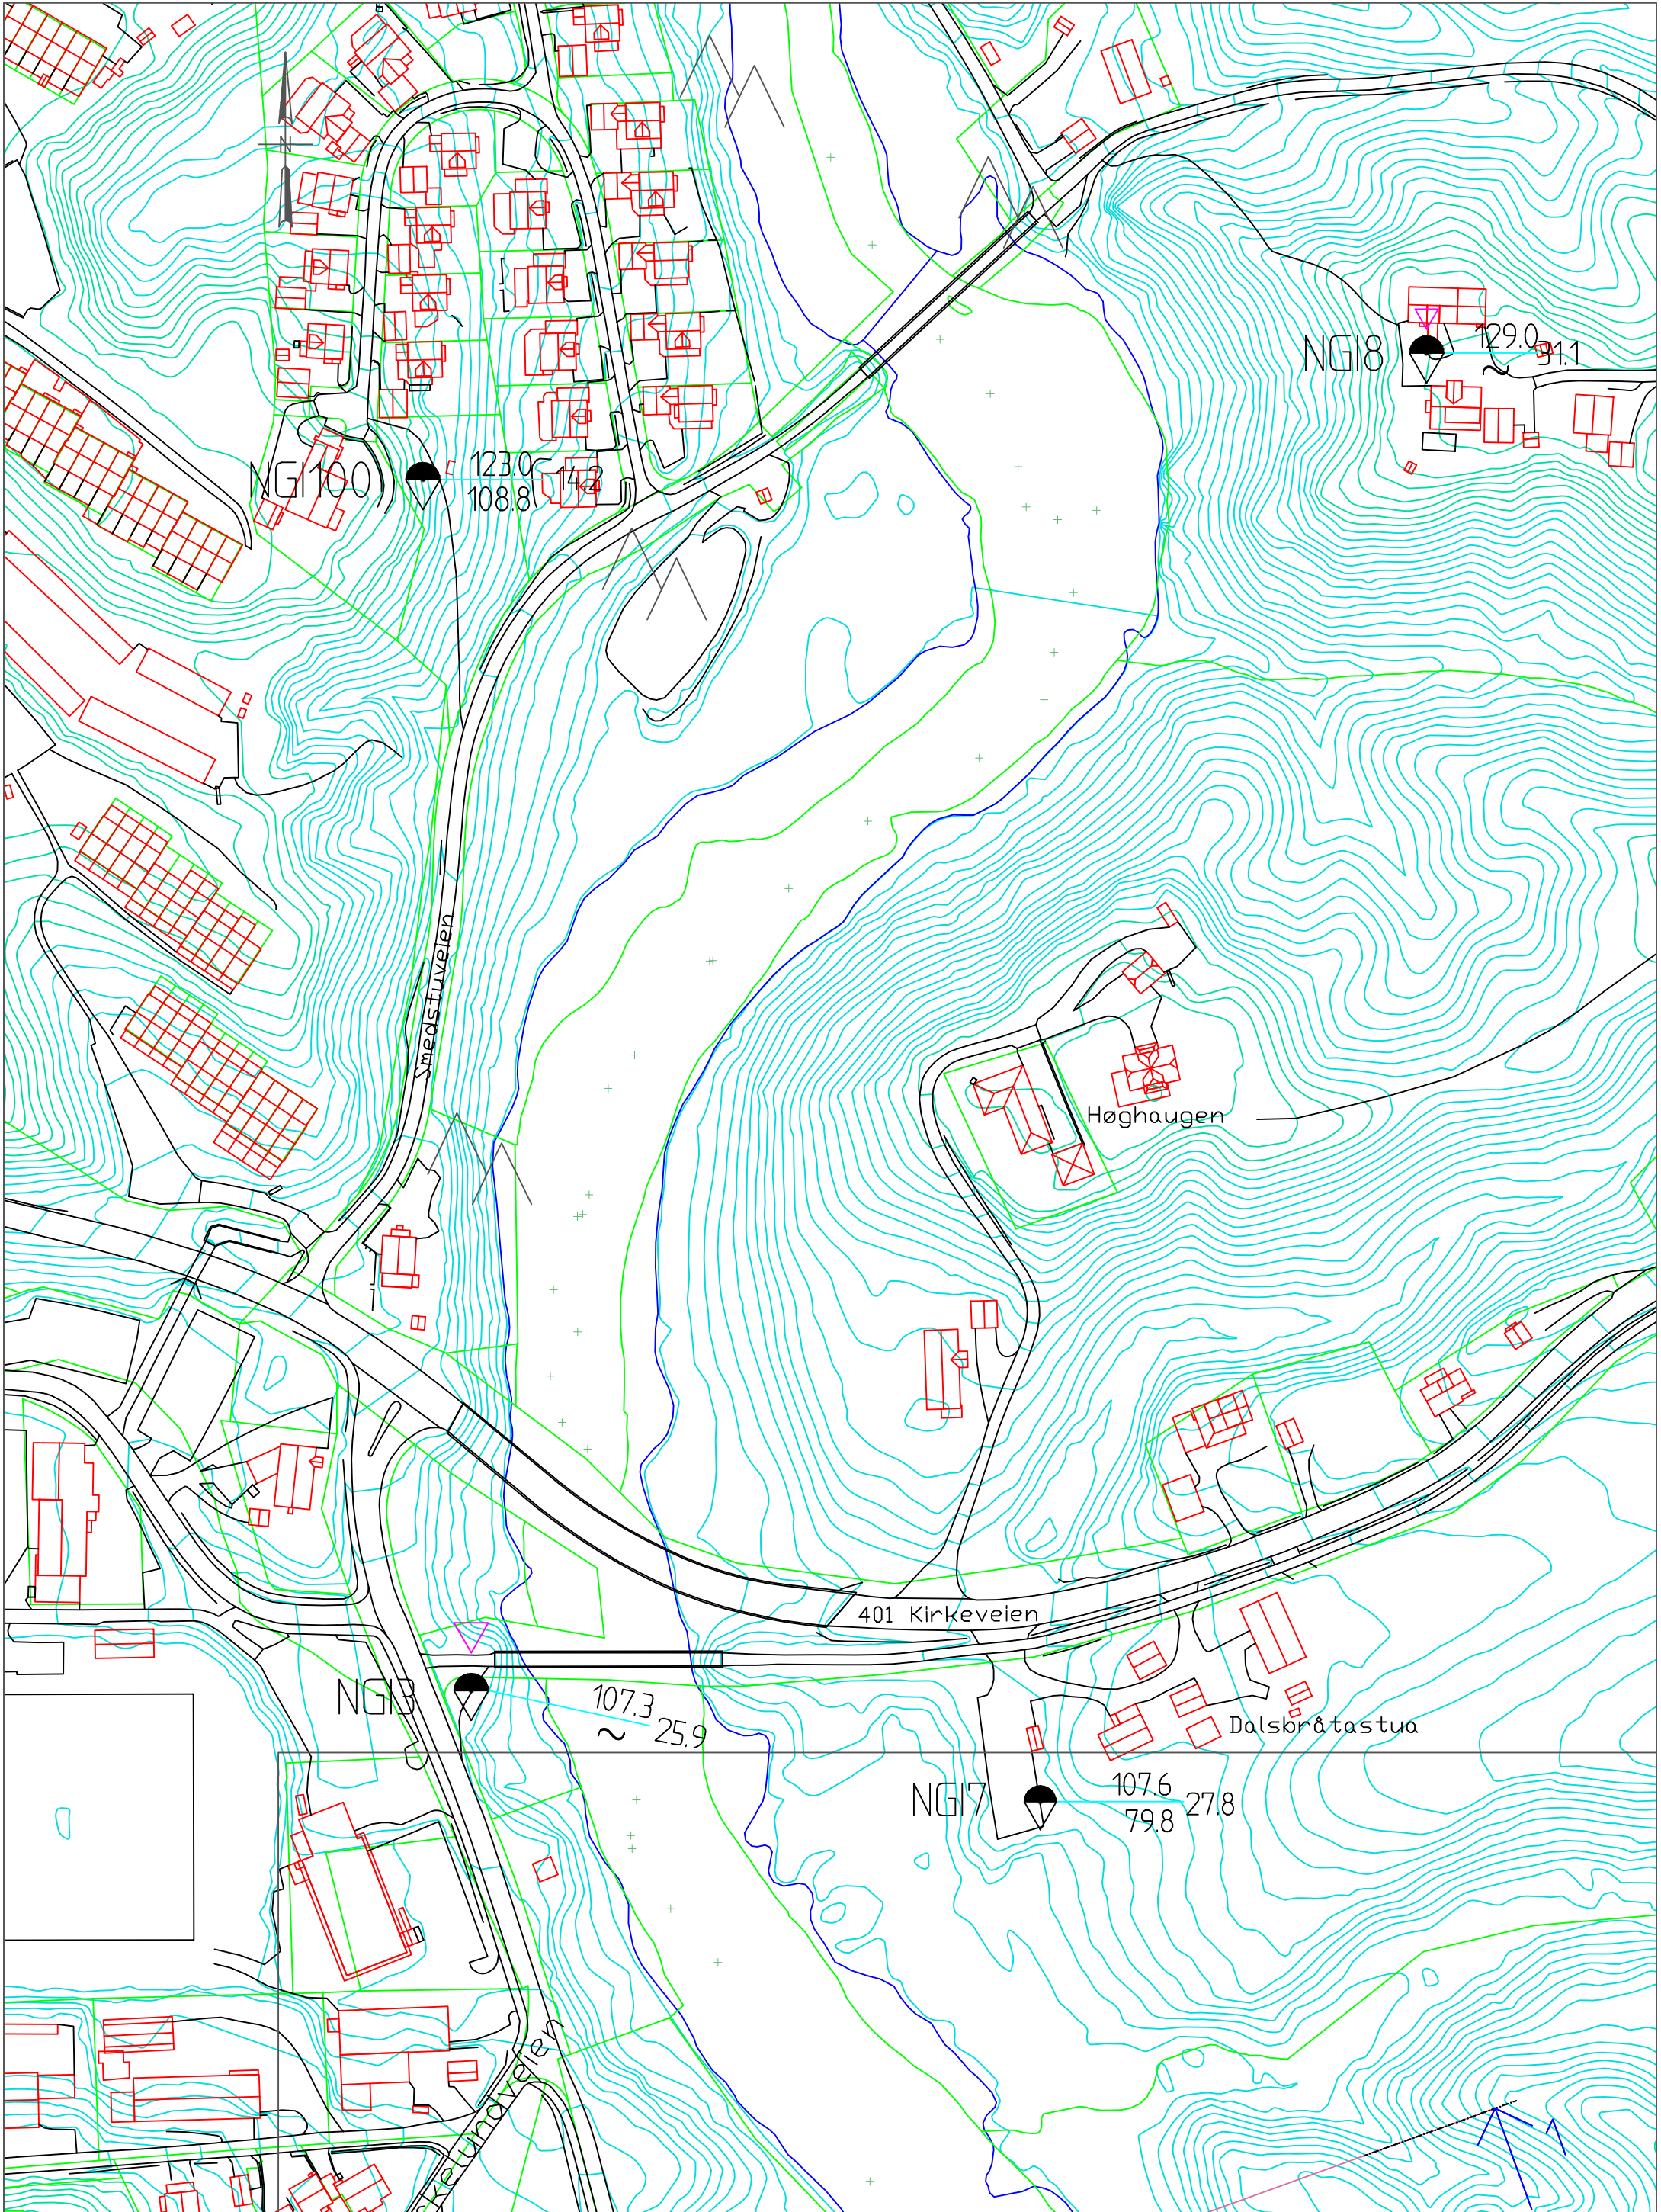 N
NGI8
129.0
~
31.1
NGI100
123.0
14.2
108.8
Smedstuveien
Høghaugen
401 Kirkeveien
NGI3
107.3
~
25.9
Dalsbråtastua
NGI7
107.6
27.8
79.8